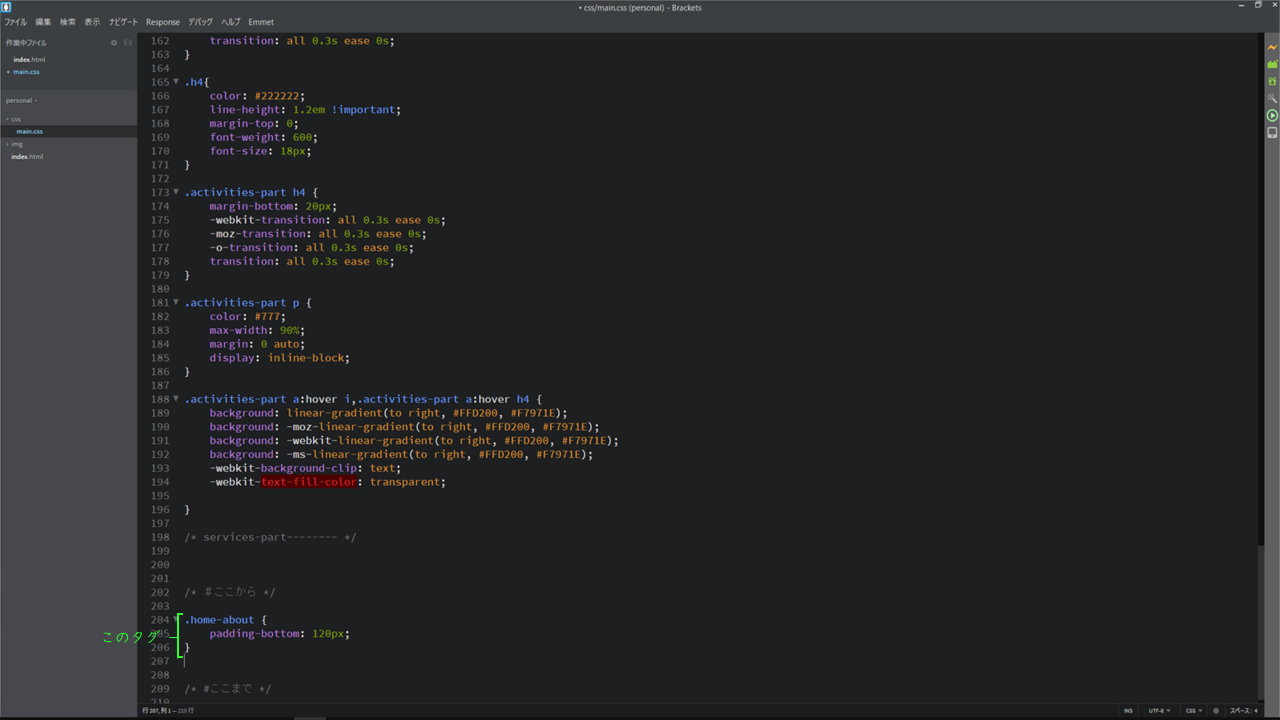 • css/main.css (personal) - Brackets
ファイル 編集 検索 表示 ナビゲート Response デバッグ ヘルプ Emmet
作業中ファイル
index.html
• main.css
personal
css
main.css
img
index.html
162 transition: all 0.3s ease 0s;
163 }
164
165 .h4{
166 color: #222222;
167 line-height: 1.2em !important;
168 margin-top: 0;
169 font-weight: 600;
170 font-size: 18px;
171 }
172
173 .activities-part h4 {
174 margin-bottom: 20px;
175 -webkit-transition: all 0.3s ease 0s;
176 -moz-transition: all 0.3s ease 0s;
177 -o-transition: all 0.3s ease 0s;
178 transition: all 0.3s ease 0s;
179 }
180
181 .activities-part p {
182 color: #777;
183 max-width: 90%;
184 margin: 0 auto;
185 display: inline-block;
186 }
187
188 .activities-part a:hover i,.activities-part a:hover h4 {
189 background: linear-gradient(to right, #FFD200, #F7971E);
190 background: -moz-linear-gradient(to right, #FFD200, #F7971E);
191 background: -webkit-linear-gradient(to right, #FFD200, #F7971E);
192 background: -ms-linear-gradient(to right, #FFD200, #F7971E);
193 -webkit-background-clip: text;
194 -webkit-text-fill-color: transparent;
195
196 }
197
198 /* services-part-------- */
199
200
201
202 /* #ここから */
203
204 .home-about {
このタグ
205 padding-bottom: 120px;
206 }
207
208
209 /* #ここまで */
210
行 207, 列 1 — 210 行
INS UTF-8 CSS スペース: 4